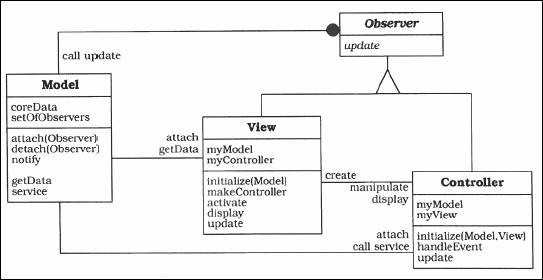 Observer
update
call update
Model
coreData
setOfObservers
attach(Observer)
detach(Observer)
notify
getData
service
attach
getData
View
myModel
myController
initialize(Model)
makeController
activate
display
update
create
manipulate
display
attach
call service
Controller
myModel
myView
initialize(Model,View)
handleEvent
update